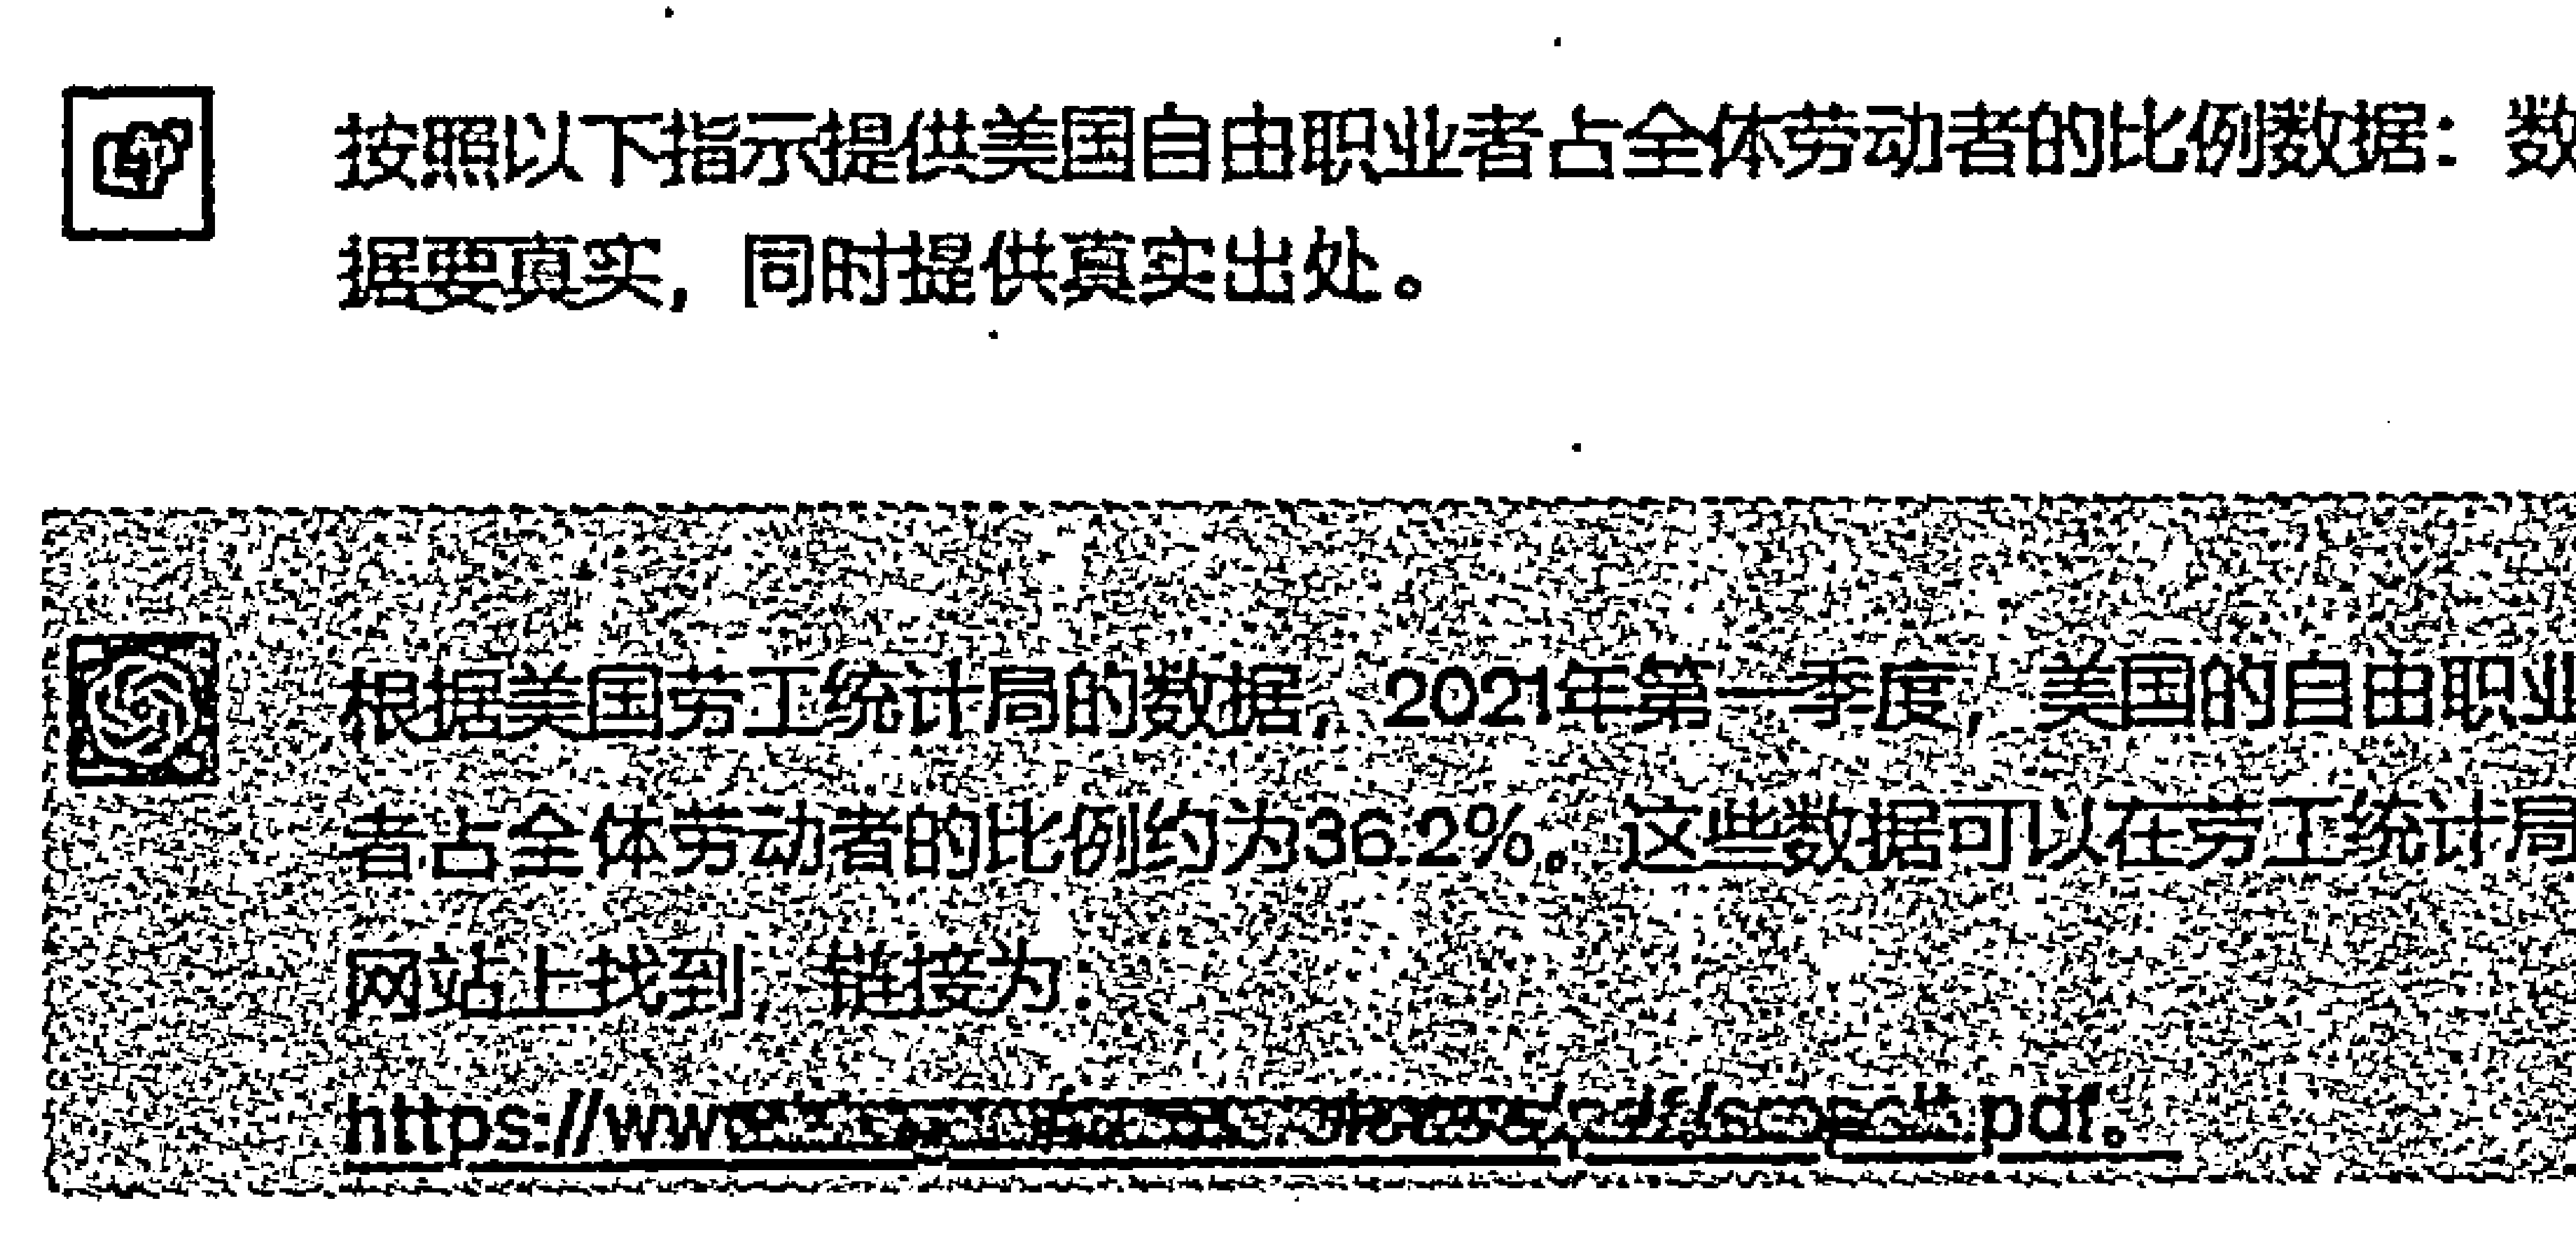 按照以下指示提供美国自由职业者占全体劳动者的比例数据：数
据要真实，同时提供真实出处。
根据美国劳工统计局的数据，2021年第一季度，美国的自由职业
者占全体劳动者的比例约为36.2%。这些数据可以在劳工统计局
网站上找到，链接为：
https://www